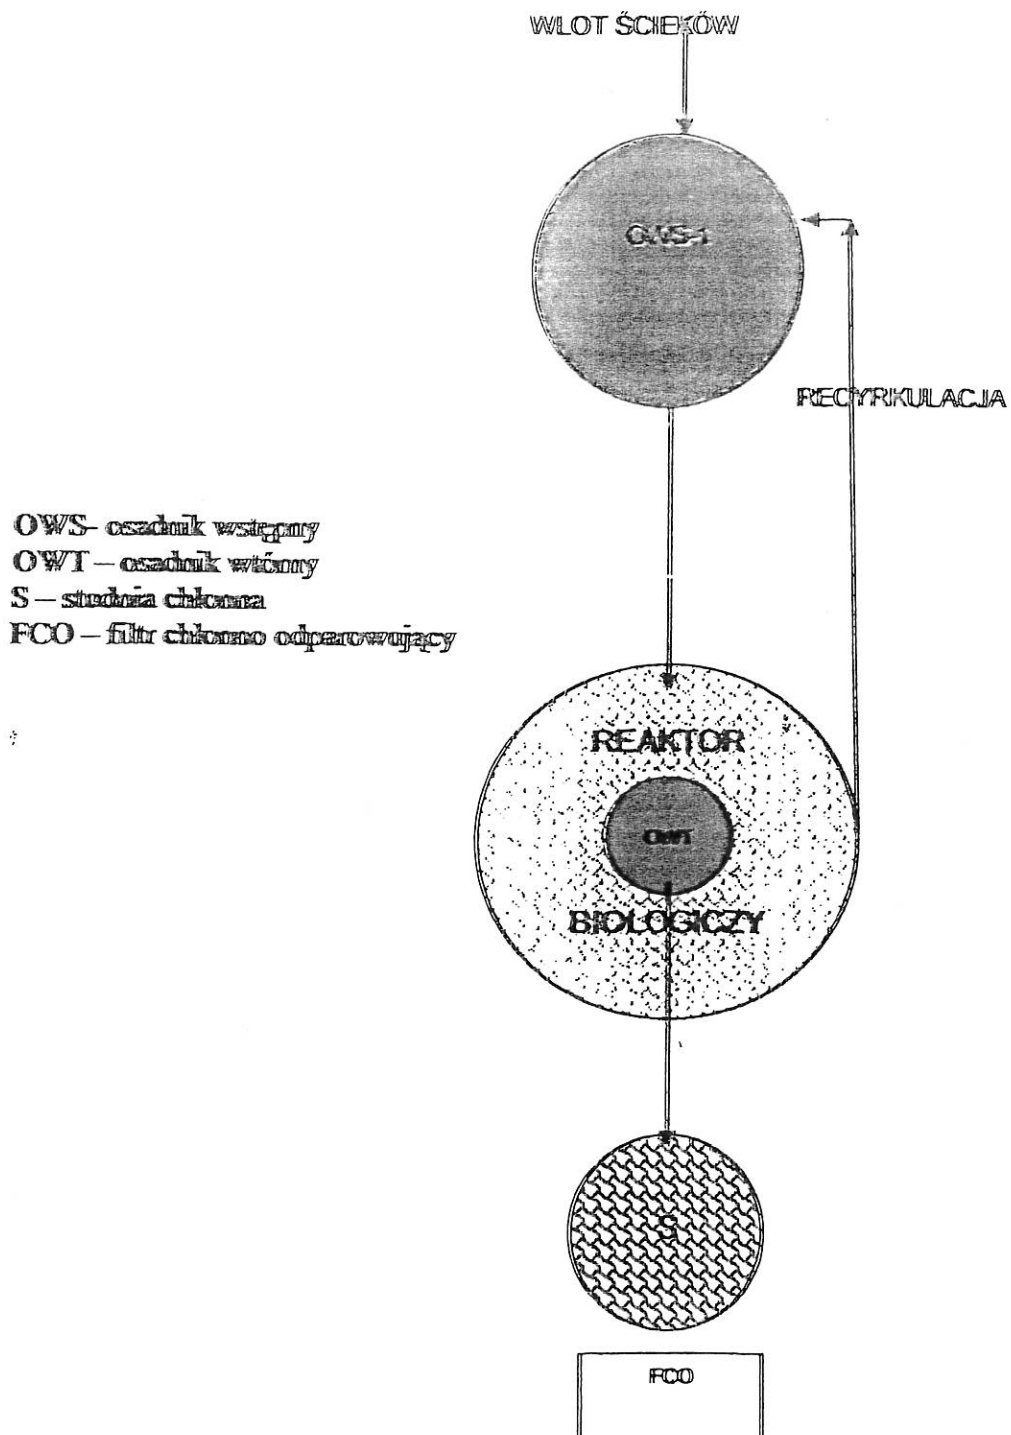 WLOT ŚCIEKÓW
OWS-1
RECYRKULACJA
OWS- osadnik wstępny
OWT – osadnik wtórny
S – studnia chłonna
FCO – filtr chłonno odparowujący
REAKTOR
OWT
BIOLOGICZY
S
FCO